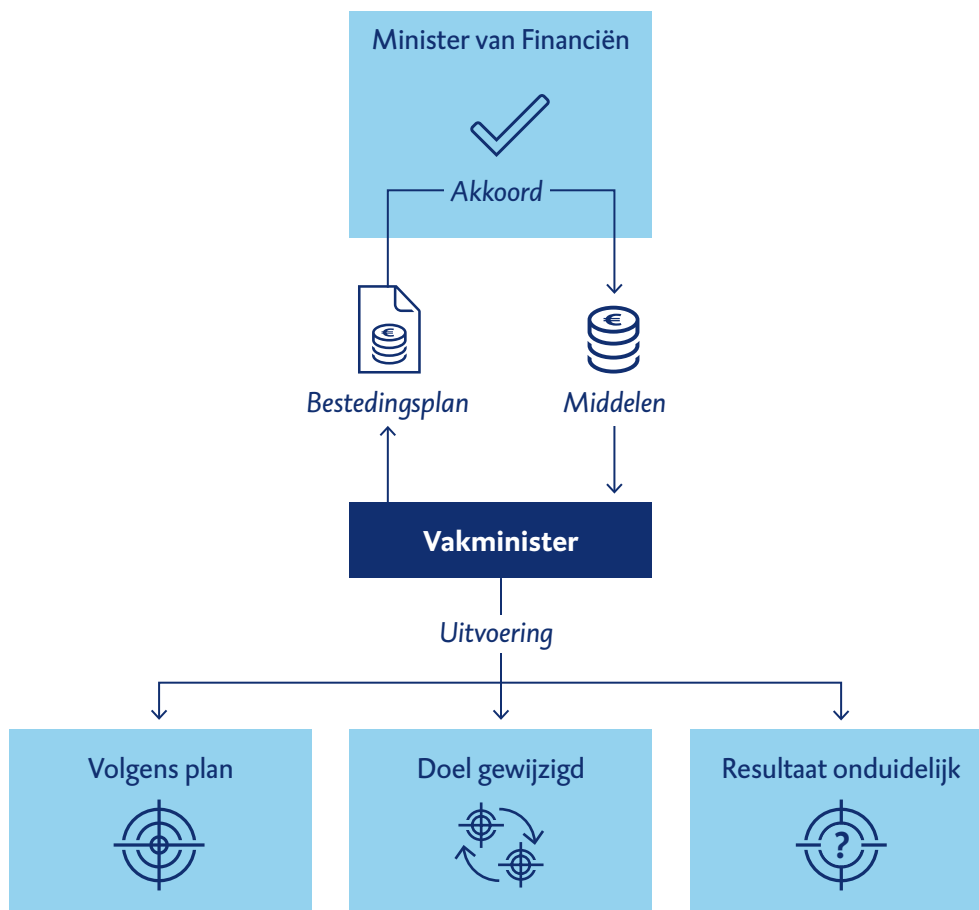 Minister van Financiën
Akkoord
€
€
Bestedingsplan
Middelen
Vakminister
Uitvoering
Volgens plan
Doel gewijzigd
Resultaat onduidelijk
?